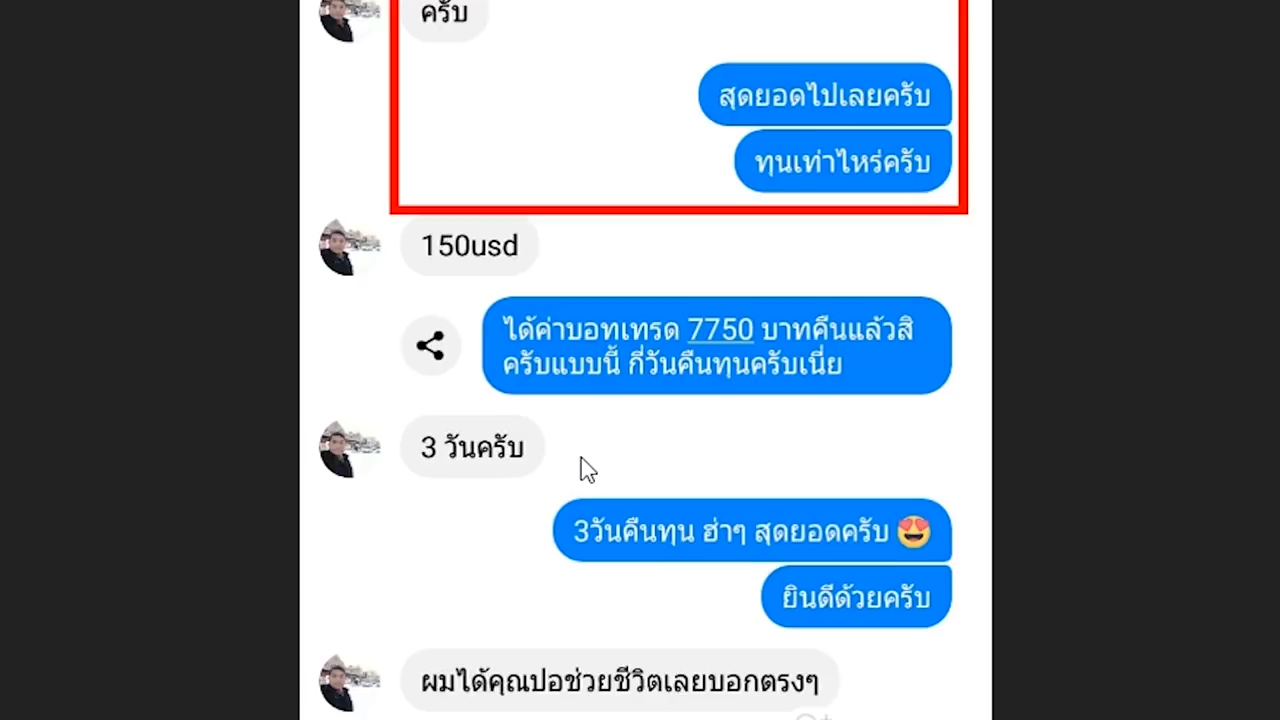 ครับ
สุดยอดไปเลยครับ
ทุนเท่าไหร่ครับ
150usd
ได้ค่าบอทเทรด 7750 บาทคืนแล้วสิ
ครับแบบนี้ กี่วันคืนทุนครับเนี่ย
3 วันครับ
3วันคืนทุน ฮ่าๆ สุดยอดครับ 😍
ยินดีด้วยครับ
ผมได้คุณปอช่วยชีวิตเลยบอกตรงๆ